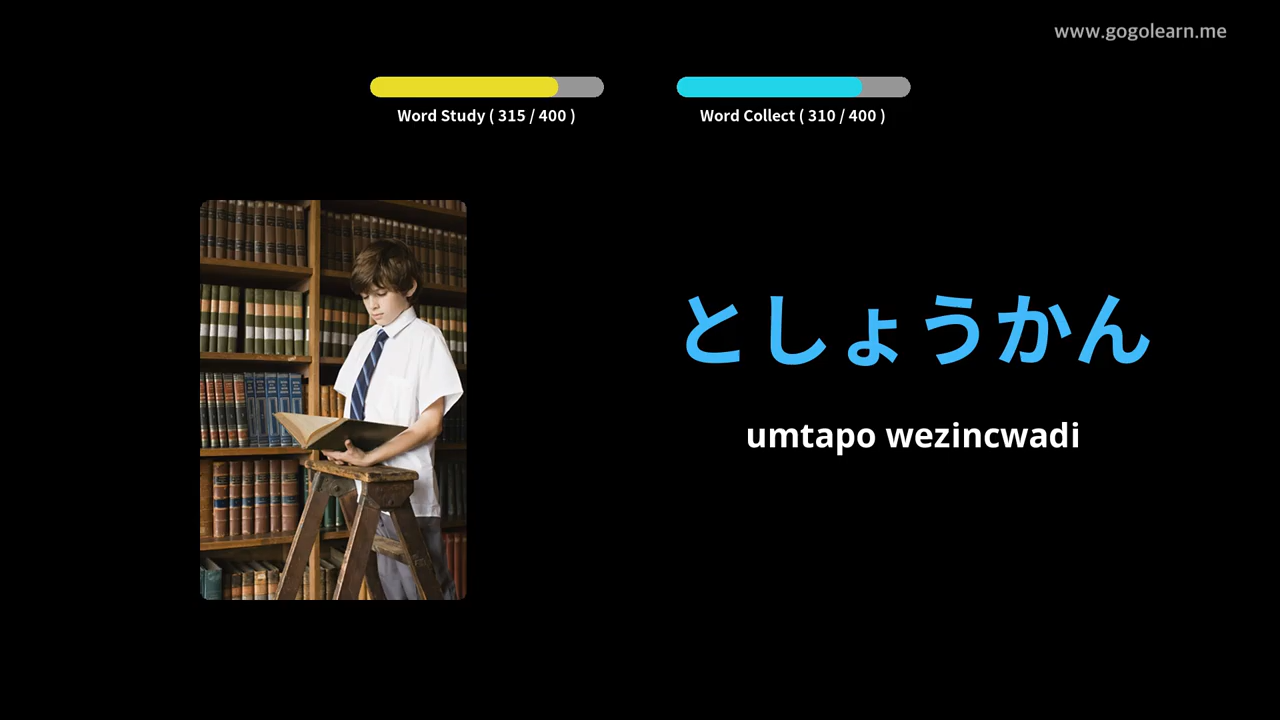 www.gogolearn.me
Word Study ( 315 / 400 )
Word Collect ( 310 / 400 )
としょうかん
umtapo wezincwadi